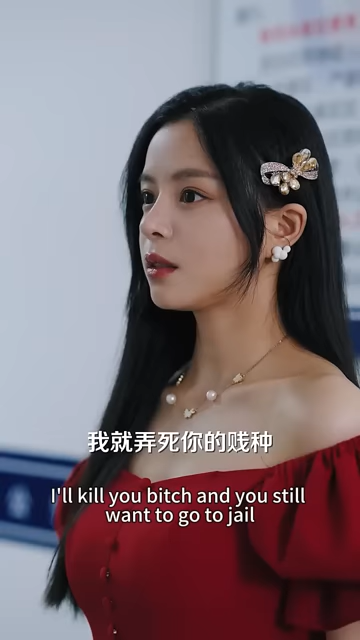 我就弄死你的贱种
I'll kill you bitch and you still
want to go to jail